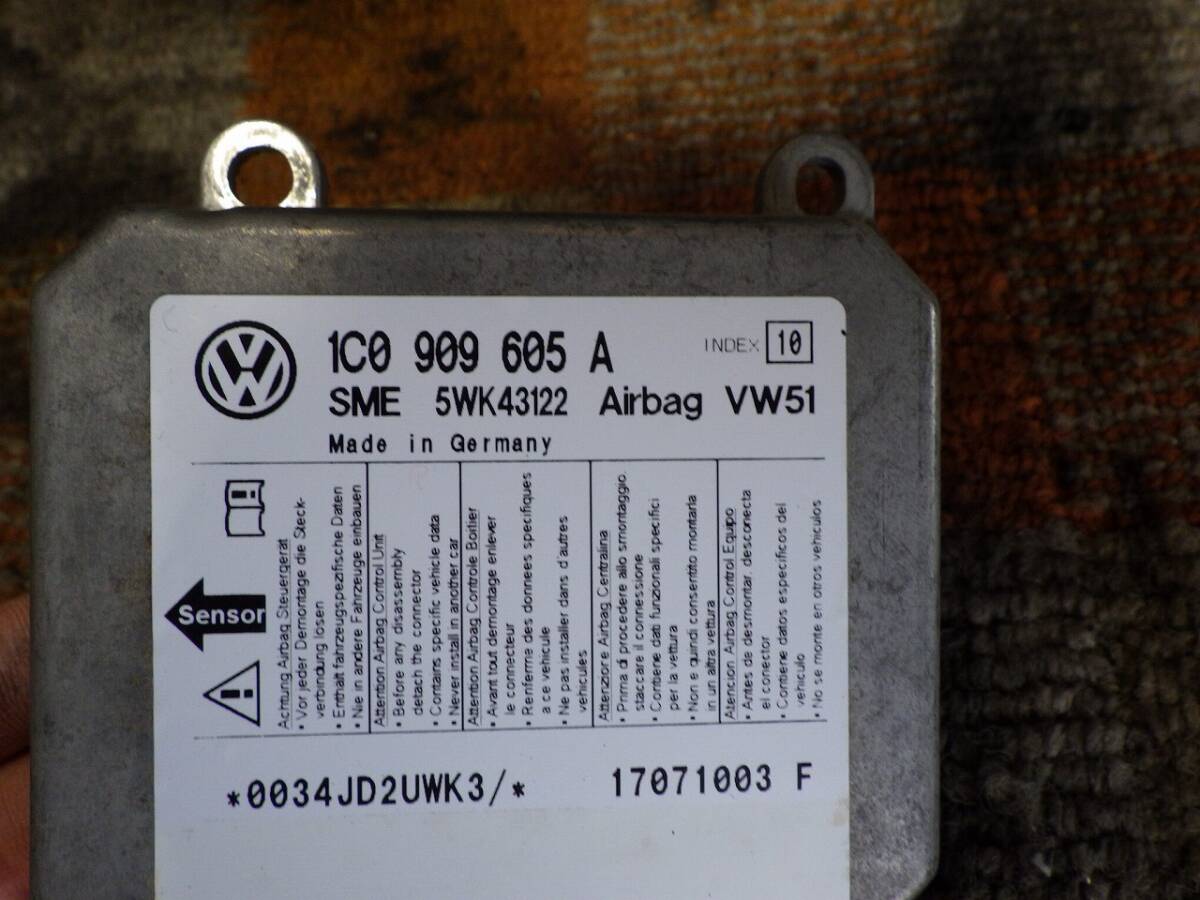 1C0 909 605 A
INDEX 10
SME 5WK43122 Airbag VW51
Made in Germany
Achtung Airbag Steuergerät
• Vor jeder Demontage die Steck-
verbindung lösen
• Enthält fahrzeugspezifische Daten
• Nie in andere Fahrzeuge einbauen
Attention Airbag Control Unit
• Before any disassembly
detach the connector
• Contains specific vehicle data
• Never install in another car
Attention Airbag Controle Boitier
• Avant tout demontage enlever
le connecteur
• Renferme des donnees specifiques
a ce vehicule
• Ne pas installer dans d'autres
vehicules
Attenzione Airbag Centralina
• Prima di procedere allo smontaggio,
staccare il connessione
• Contiene dati funzionali specifici
per la vettura
• Non e quindi consentito montarla
in un altra vettura
Atencion Airbag Control Equipo
• Antes de desmontar, desconecta
el conector
• Contiene datos especificos del
vehiculo
• No se monte en otros vehiculos
Sensor
*0034JD2UWK3/* 17071003 F